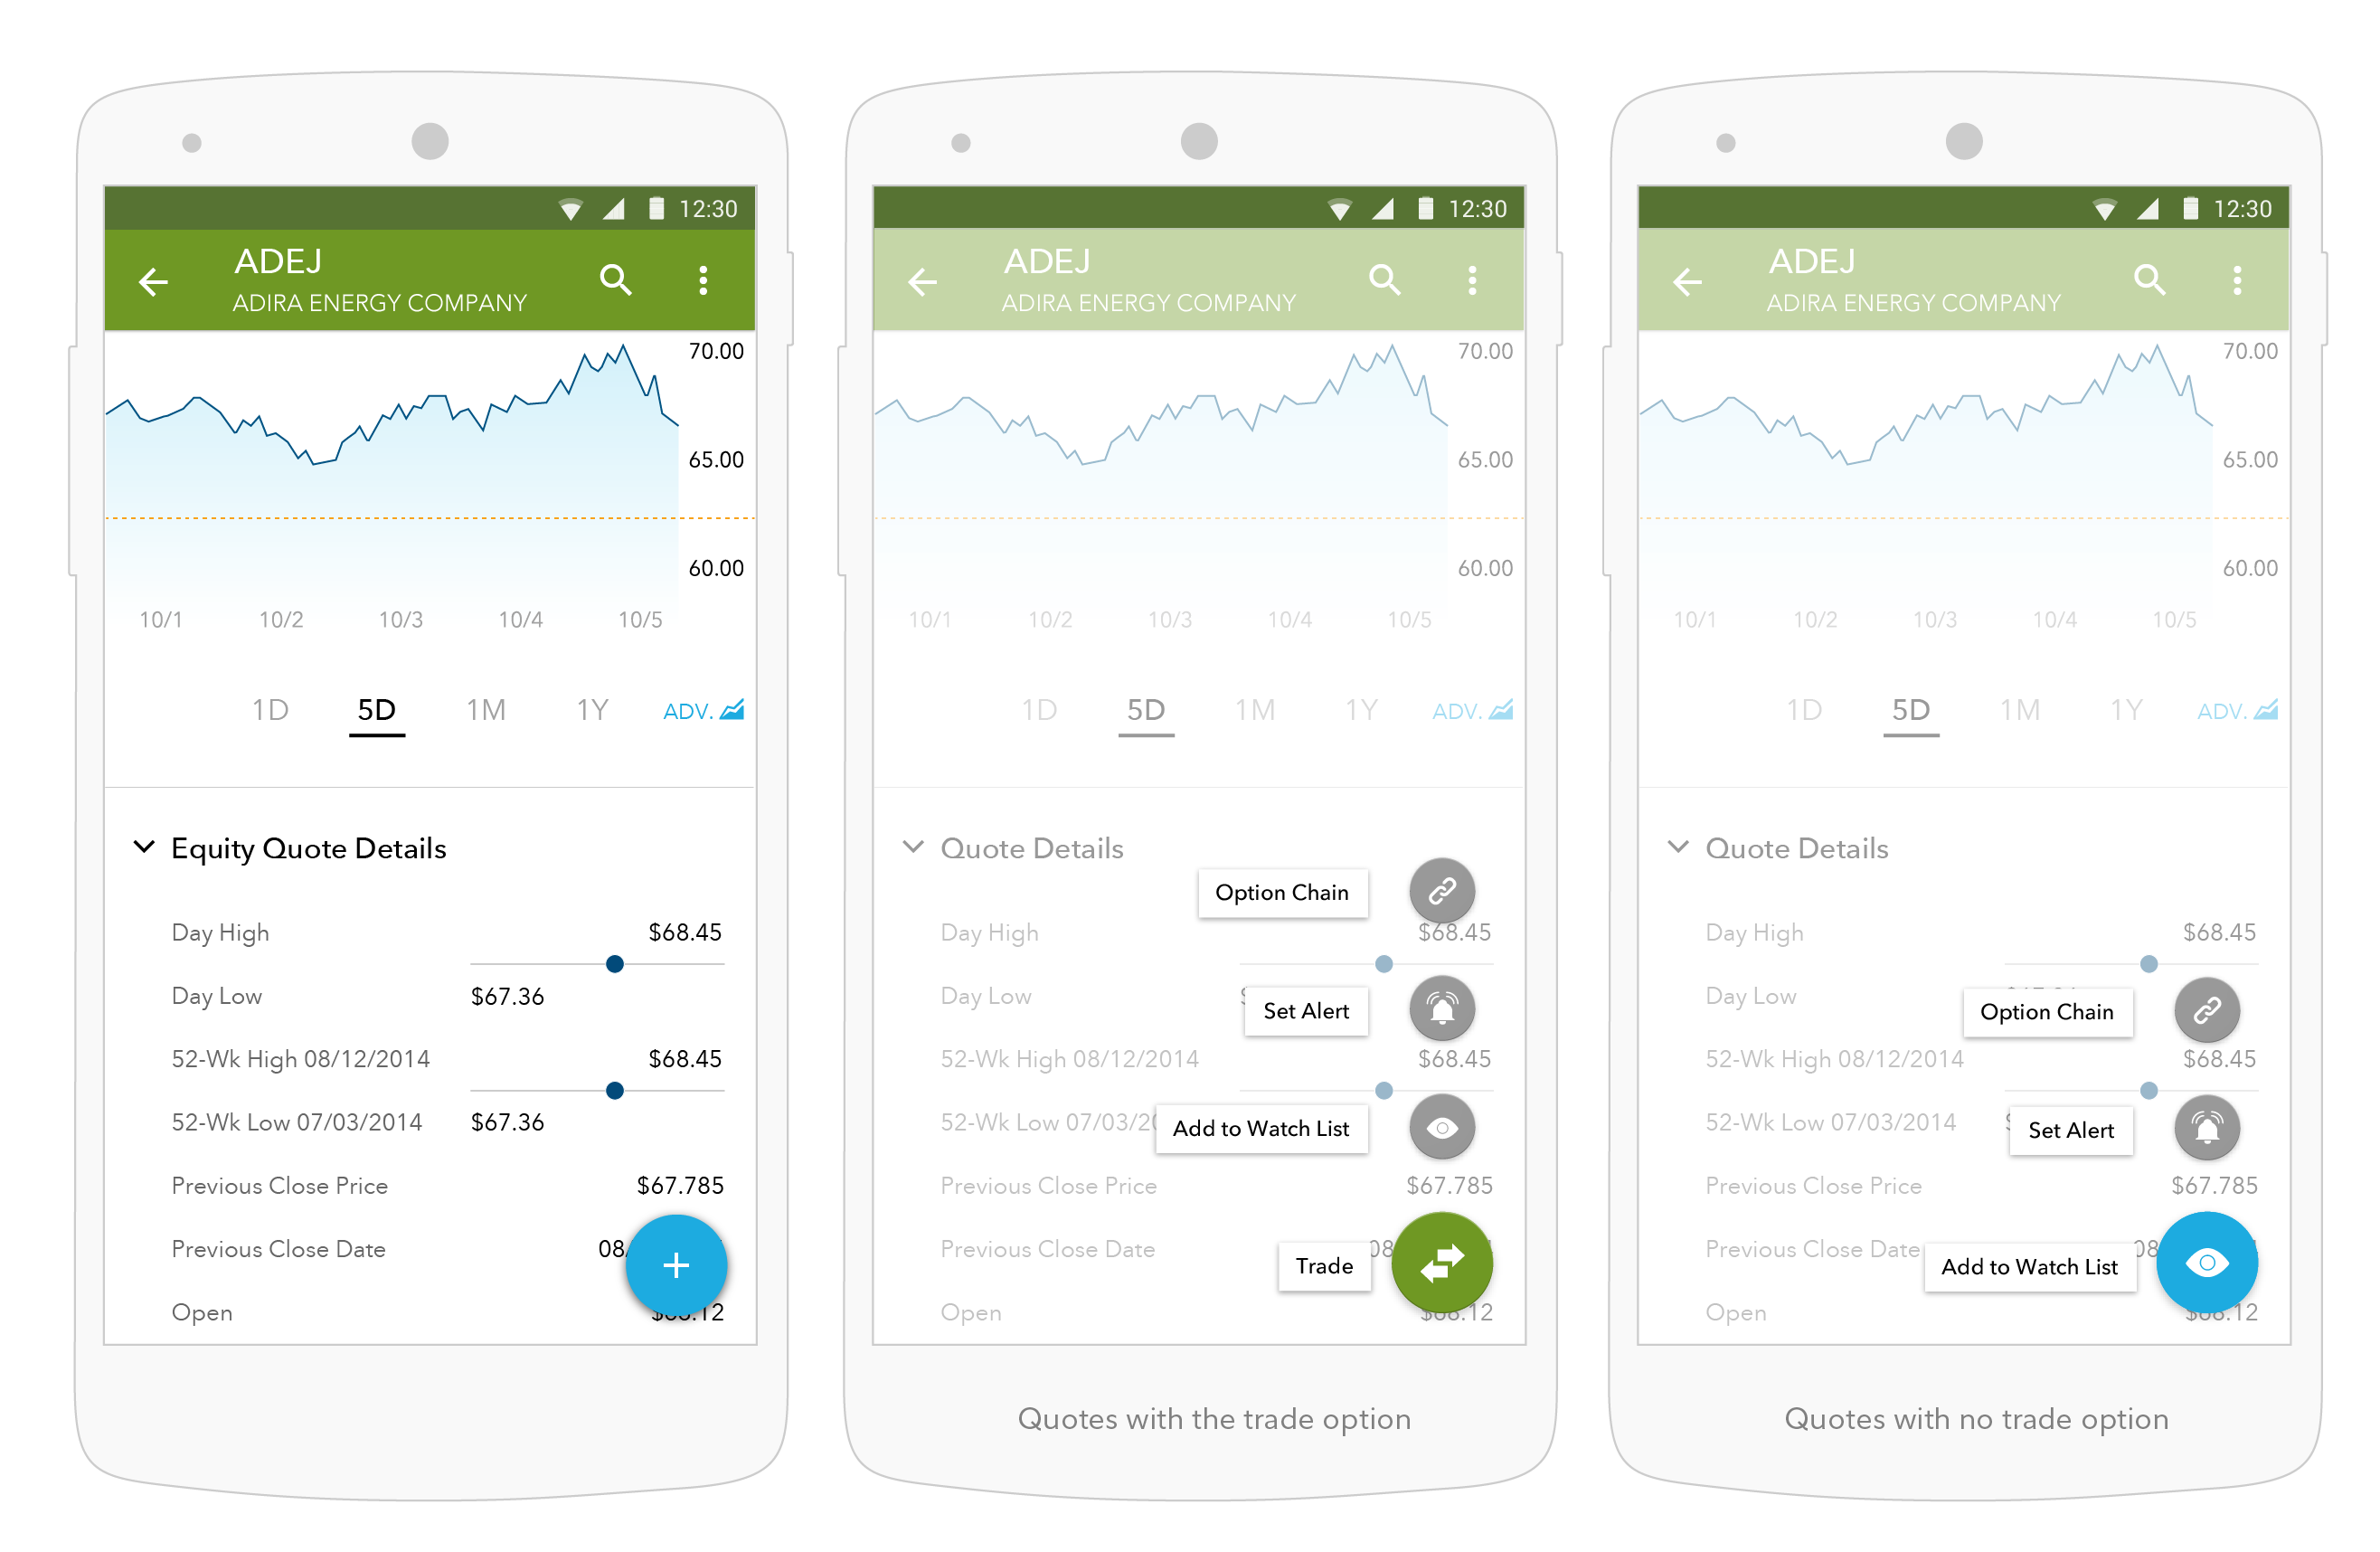 12:30
ADEJ
ADIRA ENERGY COMPANY
70.00
65.00
60.00
10/1 10/2 10/3 10/4 10/5
1D 5D 1M 1Y ADV.
Equity Quote Details
Day High $68.45
Day Low $67.36
52-Wk High 08/12/2014 $68.45
52-Wk Low 07/03/2014 $67.36
Previous Close Price $67.785
Previous Close Date 08/
Open
12:30
ADEJ
ADIRA ENERGY COMPANY
70.00
65.00
60.00
10/1 10/2 10/3 10/4 10/5
1D 5D 1M 1Y ADV.
Quote Details
Option Chain
Day High $68.45
Day Low
Set Alert
52-Wk High 08/12/2014 $68.45
52-Wk Low 07/03/20
Add to Watch List
Previous Close Price $67.785
Previous Close Date 08
Trade
Open $68.12
Quotes with the trade option
12:30
ADEJ
ADIRA ENERGY COMPANY
70.00
65.00
60.00
10/1 10/2 10/3 10/4 10/5
1D 5D 1M 1Y ADV.
Quote Details
Day High $68.45
Day Low
Option Chain
52-Wk High 08/12/2014 $68.45
52-Wk Low 07/03/2014
Set Alert
Previous Close Price $67.785
Previous Close Date 08
Add to Watch List
Open $68.12
Quotes with no trade option